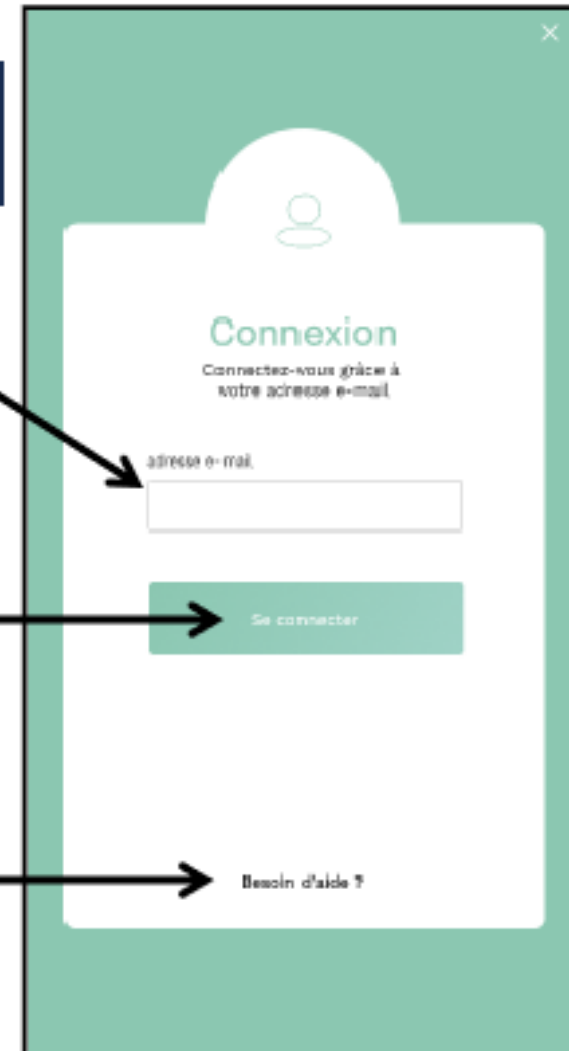 Connexion
Connectez-vous grâce à
votre adresse e-mail
adresse e-mail
Se connecter
Besoin d'aide ?